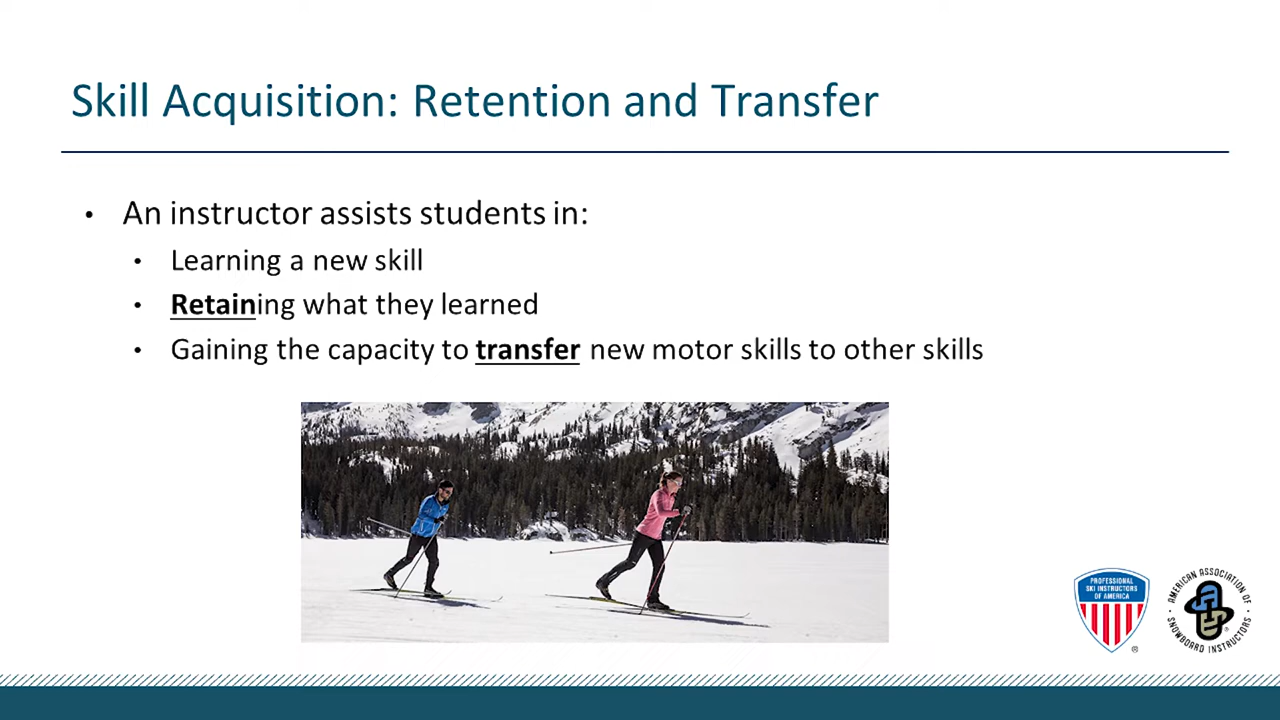 Skill Acquisition: Retention and Transfer
• An instructor assists students in:
• Learning a new skill
• Retaining what they learned
• Gaining the capacity to transfer new motor skills to other skills
PROFESSIONAL
SKI INSTRUCTORS
OF AMERICA
®
AMERICAN ASSOCIATION OF
SNOWBOARD INSTRUCTORS
®